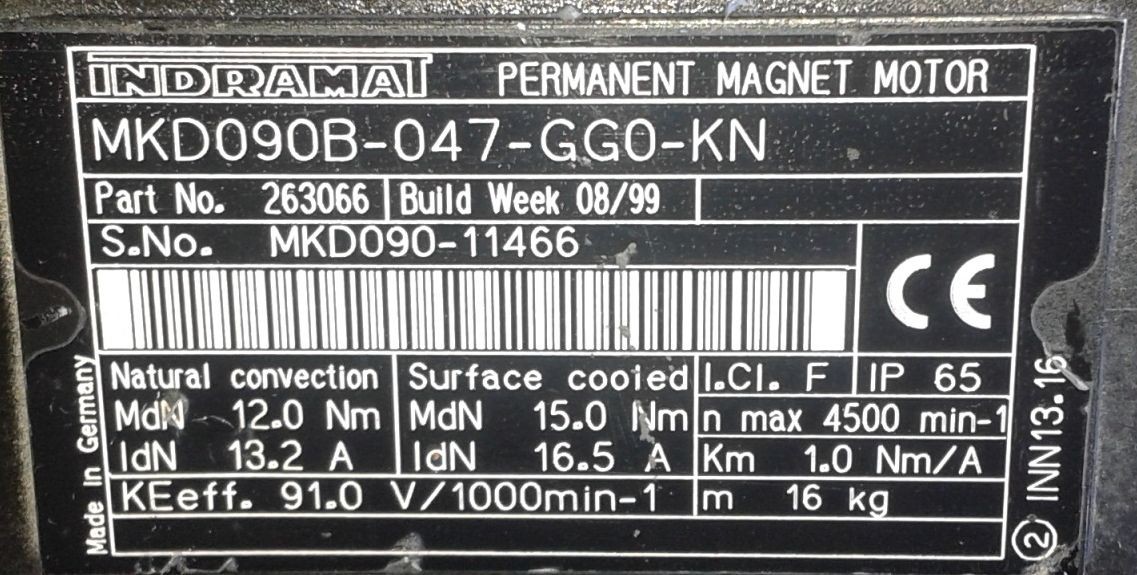 INDRAMAT PERMANENT MAGNET MOTOR
MKD090B-047-GG0-KN
Part No. 263066 Build Week 08/99
S.No. MKD090-11466
CE
Natural convection Surface cooled I.Cl. F IP 65
MdN 12.0 Nm MdN 15.0 Nm n max 4500 min-1
IdN 13.2 A IdN 16.5 A Km 1.0 Nm/A
KEeff. 91.0 V/1000min-1 m 16 kg
Made in Germany
2 INN13.16